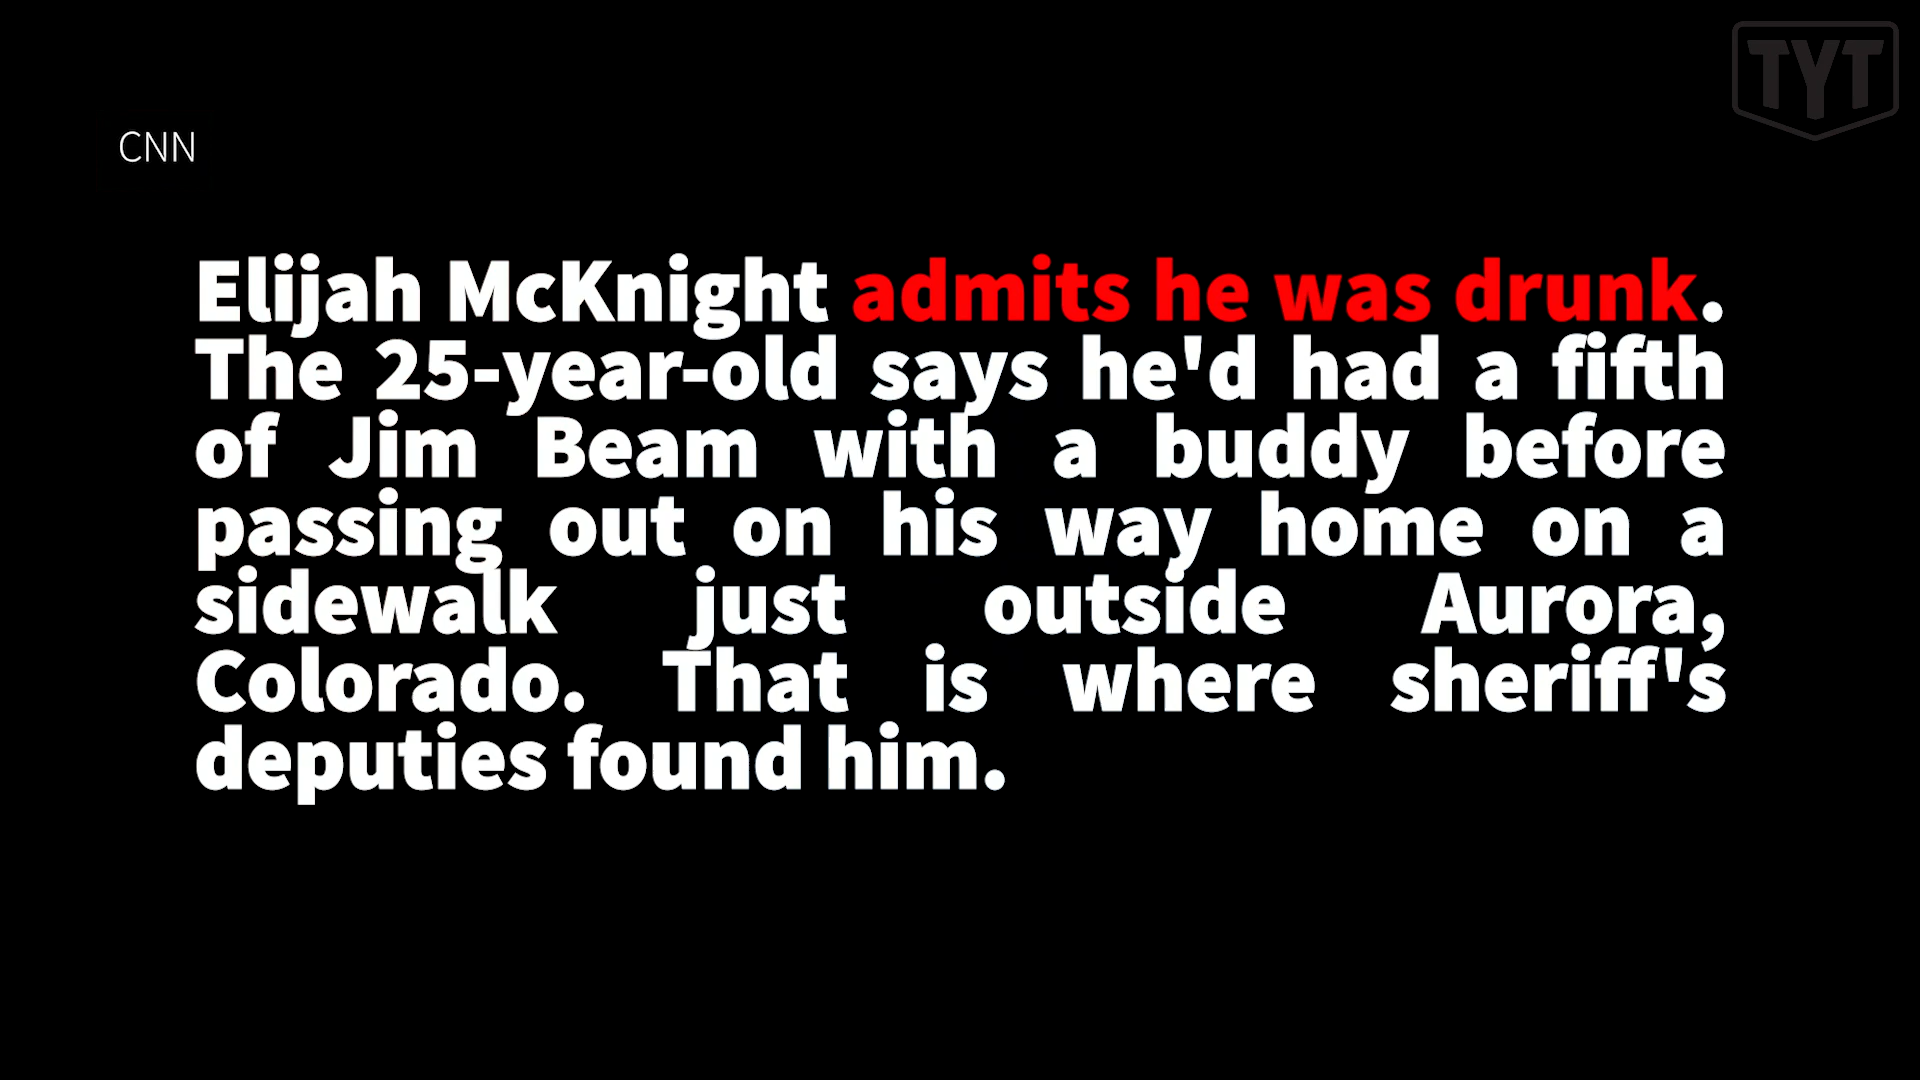 TYT
CNN
Elijah McKnight admits he was drunk.
The 25-year-old says he'd had a fifth
of Jim Beam with a buddy before
passing out on his way home on a
sidewalk just outside Aurora,
Colorado. That is where sheriff's
deputies found him.